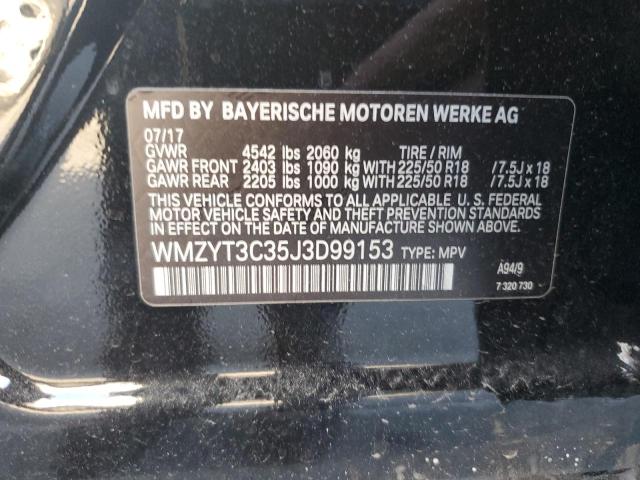 MFD BY BAYERISCHE MOTOREN WERKE AG
07/17
GVWR 4542 lbs 2060 kg TIRE / RIM
GAWR FRONT 2403 lbs 1090 kg WITH 225/50 R18 /7.5J x 18
GAWR REAR 2205 lbs 1000 kg WITH 225/50 R18 /7.5J x 18
THIS VEHICLE CONFORMS TO ALL APPLICABLE U. S. FEDERAL
MOTOR VEHICLE SAFETY, BUMPER, AND THEFT PREVENTION STANDARDS
IN EFFECT ON THE DATE OF MANUFACTURE SHOWN ABOVE.
WMZYT3C35J3D99153 TYPE: MPV
A94/9
7 320 730